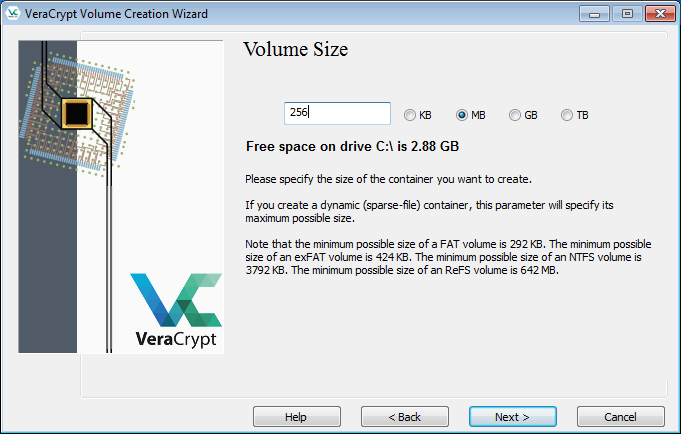 VeraCrypt Volume Creation Wizard
Volume Size
256
KB MB GB TB
Free space on drive C:\ is 2.88 GB
Please specify the size of the container you want to create.
If you create a dynamic (sparse-file) container, this parameter will specify its
maximum possible size.
Note that the minimum possible size of a FAT volume is 292 KB. The minimum possible
size of an exFAT volume is 424 KB. The minimum possible size of an NTFS volume is
3792 KB. The minimum possible size of an ReFS volume is 642 MB.
VeraCrypt
Help < Back Next > Cancel